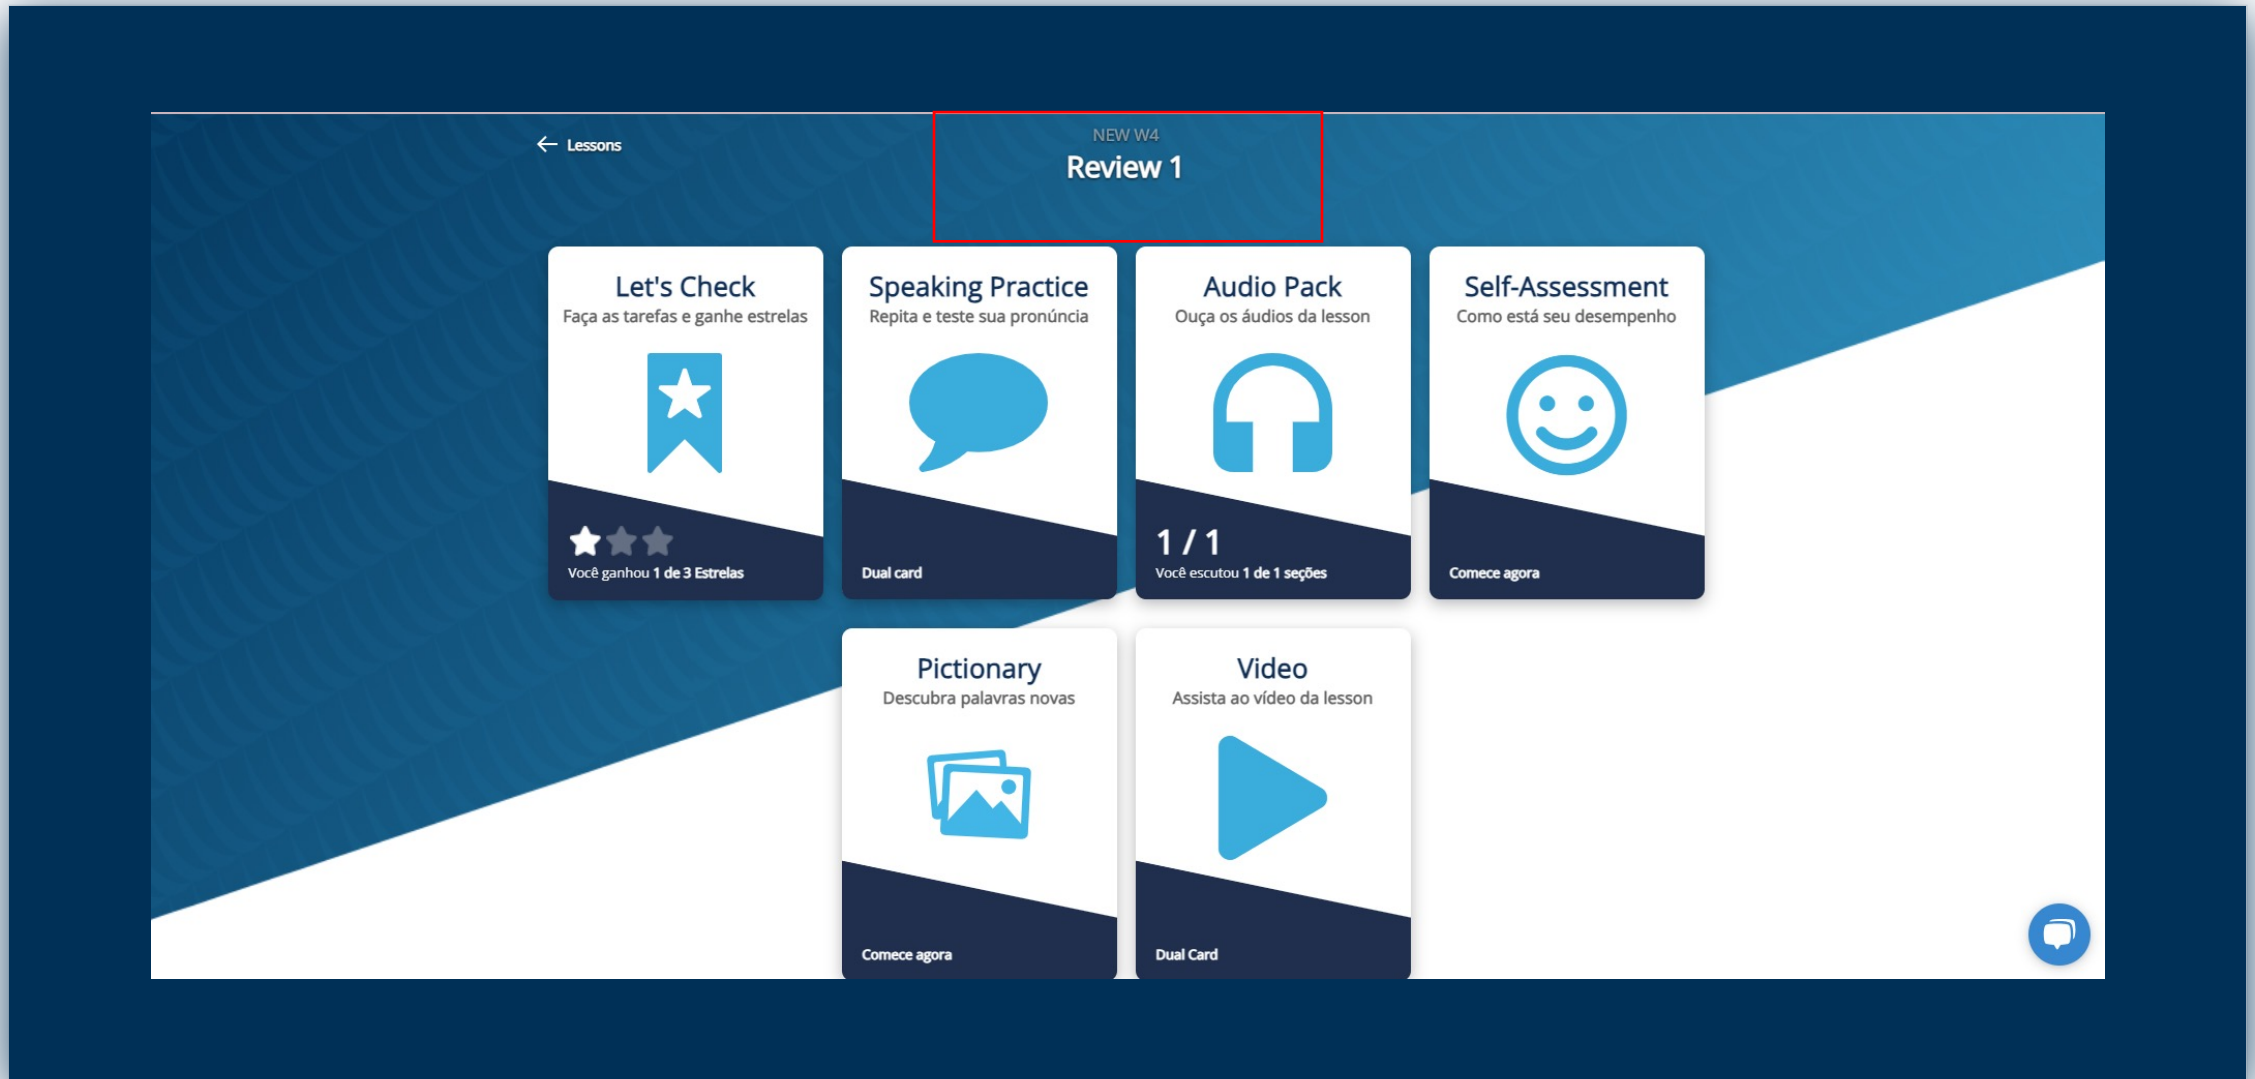 Lessons
NEW W4
Review 1
Let's Check
Faça as tarefas e ganhe estrelas
Você ganhou 1 de 3 Estrelas
Speaking Practice
Repita e teste sua pronúncia
Dual card
Audio Pack
Ouça os áudios da lesson
1 / 1
Você escutou 1 de 1 seções
Self-Assessment
Como está seu desempenho
Comece agora
Pictionary
Descubra palavras novas
Comece agora
Video
Assista ao vídeo da lesson
Dual Card